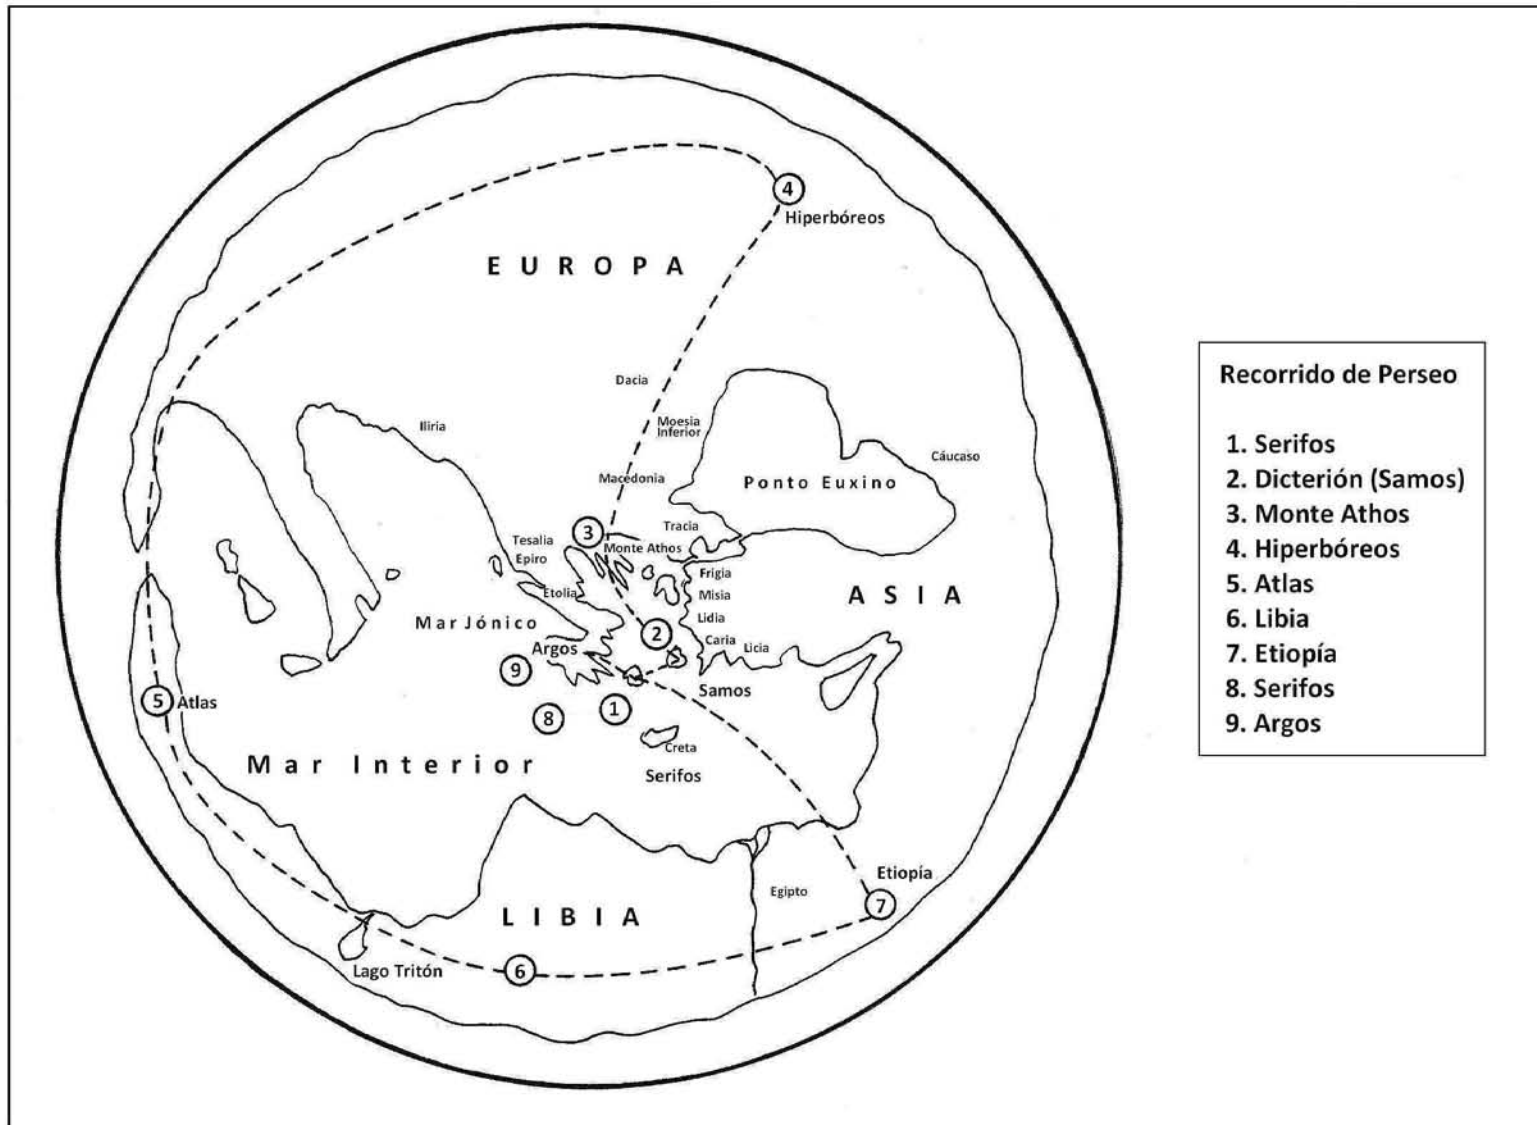 4
Hiperbóreos
EUROPA
Dacia
Moesia
Inferior
Iliria
Cáucaso
Macedonia
Ponto Euxino
Tracia
3
Tesalia
Monte Athos
Epiro
Frigia
Etolia
Misia
ASIA
Lidia
Mar Jónico
2
Caria
Licia
Argos
9
Samos
5
Atlas
1
8
Creta
Mar Interior
Serifos
Etiopía
Egipto
7
LIBIA
6
Lago Tritón
Recorrido de Perseo
1. Serifos
2. Dicterión (Samos)
3. Monte Athos
4. Hiperbóreos
5. Atlas
6. Libia
7. Etiopía
8. Serifos
9. Argos